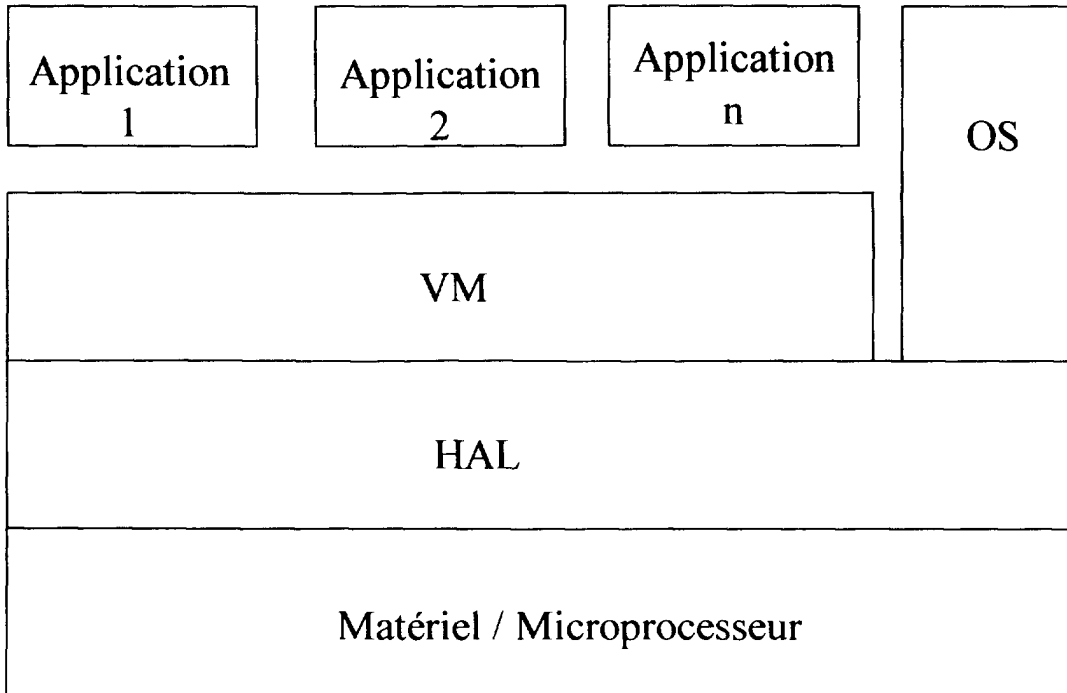 Application
1
Application
2
Application
n
OS
VM
HAL
Matériel / Microprocesseur